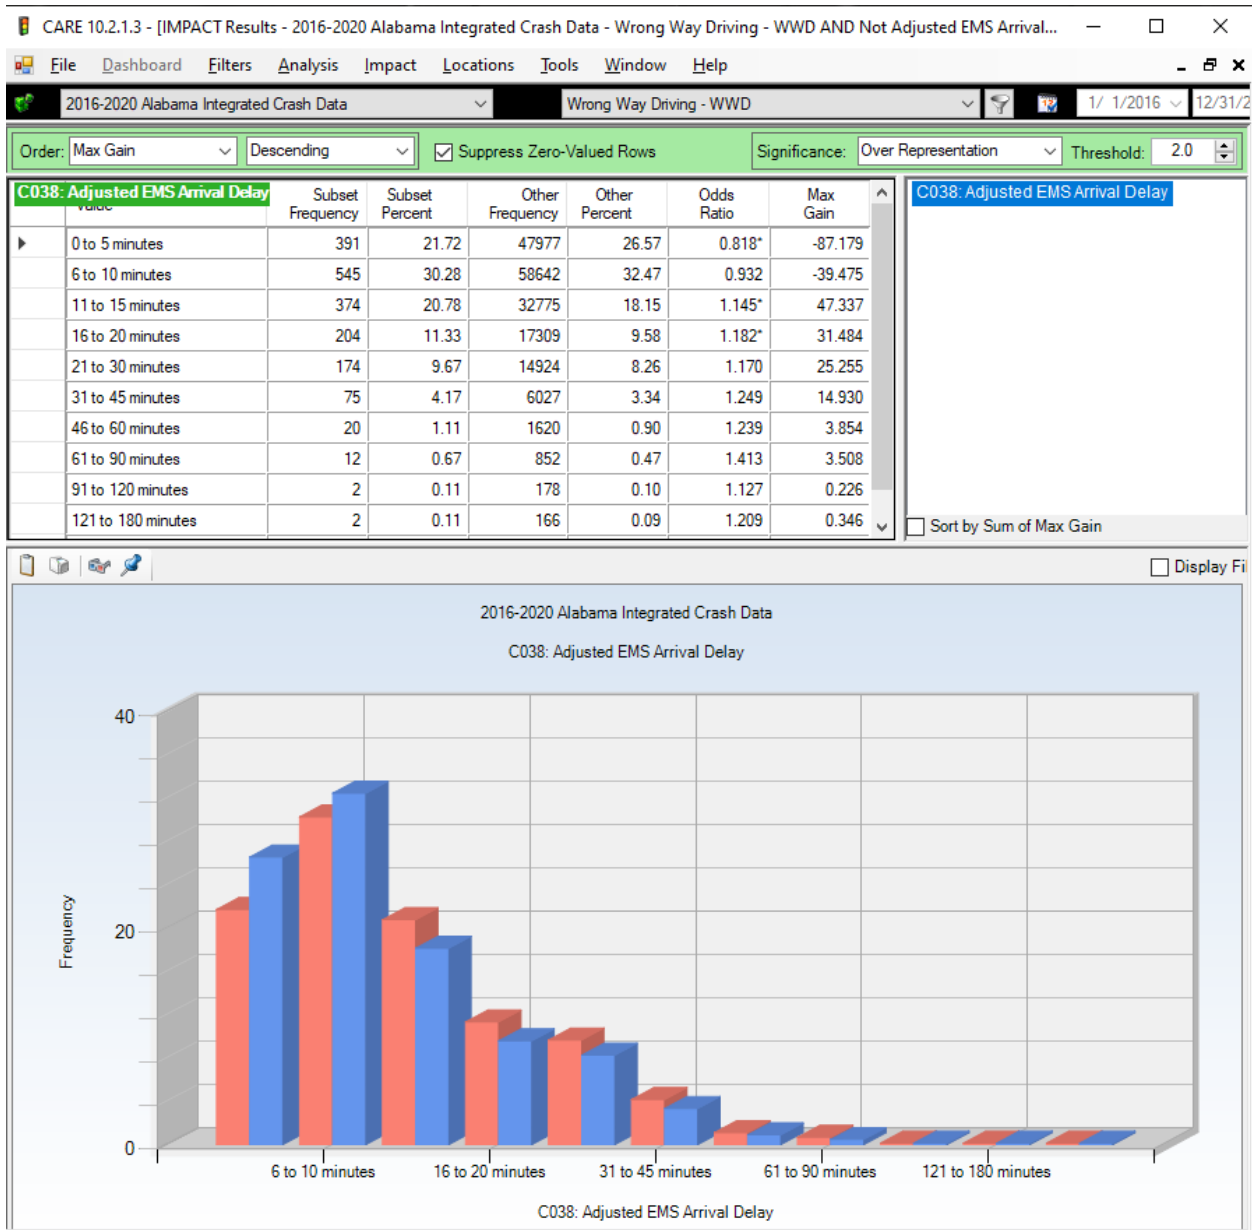 CARE 10.2.1.3 - [IMPACT Results - 2016-2020 Alabama Integrated Crash Data - Wrong Way Driving - WWD AND Not Adjusted EMS Arrival...
File Dashboard Filters Analysis Impact Locations Tools Window Help
2016-2020 Alabama Integrated Crash Data Wrong Way Driving - WWD 1/ 1/2016 12/31/2
Order: Max Gain Descending Suppress Zero-Valued Rows Significance: Over Representation Threshold: 2.0
C038: Adjusted EMS Arrival Delay Subset Frequency Subset Percent Other Frequency Other Percent Odds Ratio Max Gain
0 to 5 minutes 391 21.72 47977 26.57 0.818* -87.179
6 to 10 minutes 545 30.28 58642 32.47 0.932 -39.475
11 to 15 minutes 374 20.78 32775 18.15 1.145* 47.337
16 to 20 minutes 204 11.33 17309 9.58 1.182* 31.484
21 to 30 minutes 174 9.67 14924 8.26 1.170 25.255
31 to 45 minutes 75 4.17 6027 3.34 1.249 14.930
46 to 60 minutes 20 1.11 1620 0.90 1.239 3.854
61 to 90 minutes 12 0.67 852 0.47 1.413 3.508
91 to 120 minutes 2 0.11 178 0.10 1.127 0.226
121 to 180 minutes 2 0.11 166 0.09 1.209 0.346
C038: Adjusted EMS Arrival Delay
Sort by Sum of Max Gain
Display Fil
2016-2020 Alabama Integrated Crash Data
C038: Adjusted EMS Arrival Delay
40
20
0
Frequency
6 to 10 minutes 16 to 20 minutes 31 to 45 minutes 61 to 90 minutes 121 to 180 minutes
C038: Adjusted EMS Arrival Delay